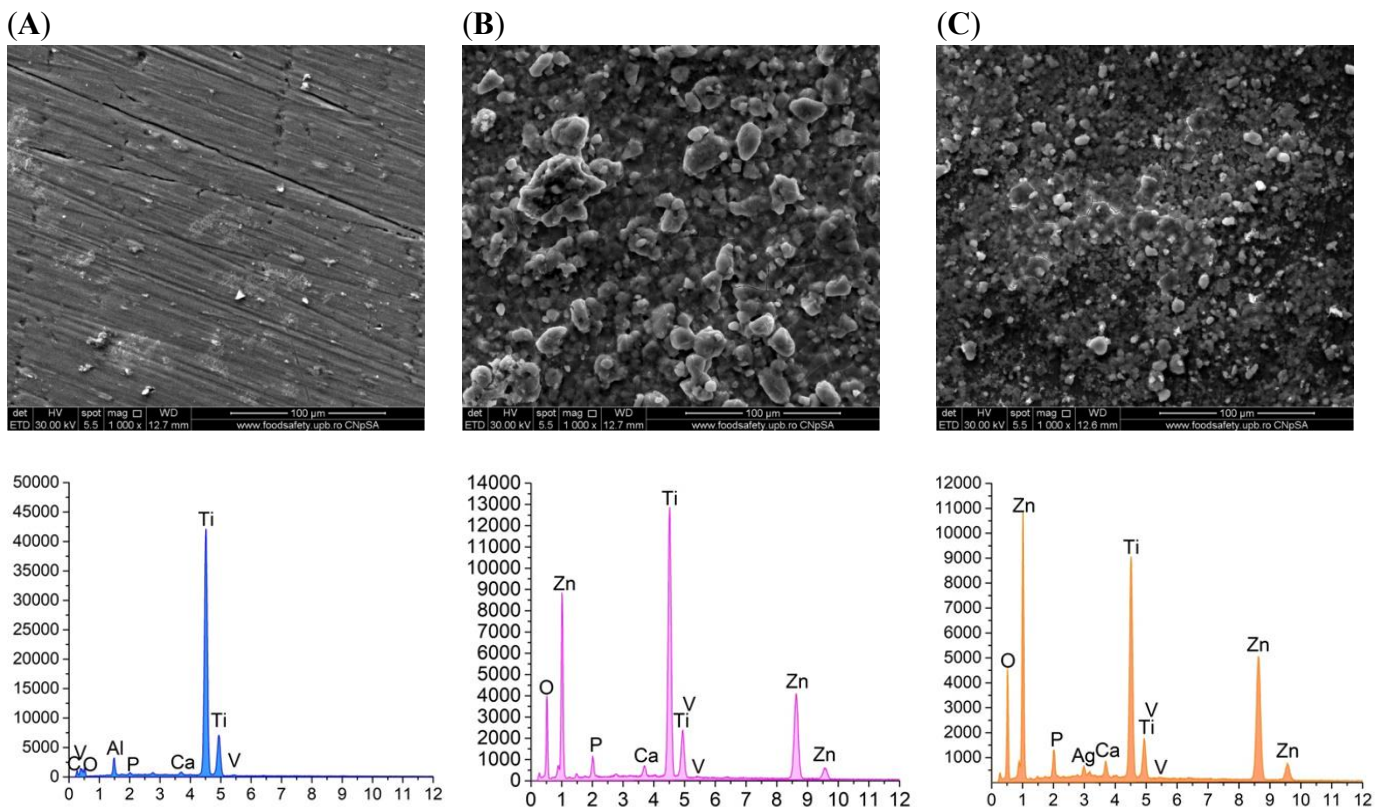 (A)
(B)
(C)
det HV spot mag □ WD 100 µm
ETD 30.00 kV 5.5 1 000 x 12.7 mm www.foodsafety.upb.ro CNpSA
det HV spot mag □ WD 100 µm
ETD 30.00 kV 5.5 1 000 x 12.7 mm www.foodsafety.upb.ro CNpSA
det HV spot mag □ WD 100 µm
ETD 30.00 kV 5.5 1 000 x 12.6 mm www.foodsafety.upb.ro CNpSA
50000
45000
40000
35000
30000
25000
20000
15000
10000
5000
0
Ti
Ti
Al
V
C O
P
Ca
V
0 1 2 3 4 5 6 7 8 9 10 11 12
14000
13000
12000
11000
10000
9000
8000
7000
6000
5000
4000
3000
2000
1000
0
Ti
Zn
O
V
Ti
Zn
P
Ca
V
Zn
0 1 2 3 4 5 6 7 8 9 10 11 12
12000
11000
10000
9000
8000
7000
6000
5000
4000
3000
2000
1000
Zn
Ti
Zn
O
V
Ti
P
Ag
Ca
V
Zn
0 1 2 3 4 5 6 7 8 9 10 11 12